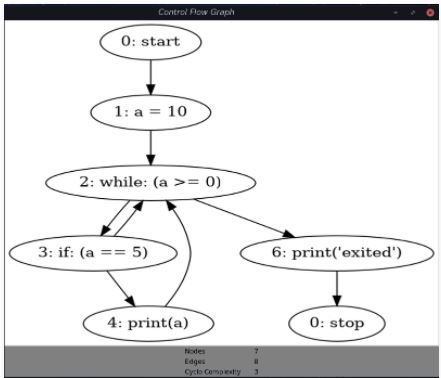 Control Flow Graph
0: start
1: a = 10
2: while: (a >= 0)
3: if: (a == 5)
6: print('exited')
4: print(a)
0: stop
Nodes 7
Edges 8
Cyclo Complexity 3